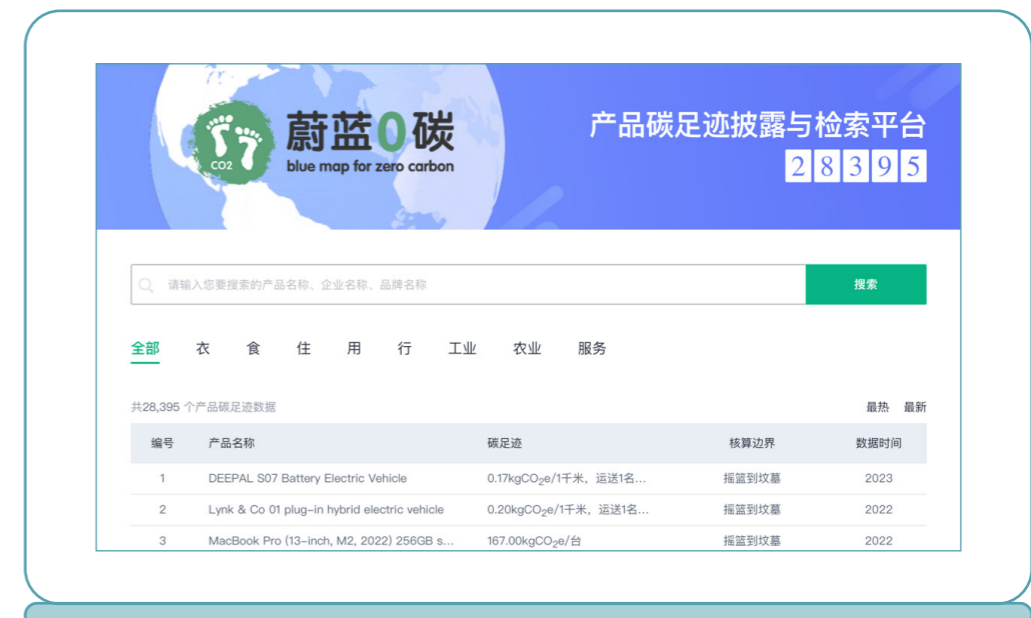 CO2
蔚蓝0碳
blue map for zero carbon
产品碳足迹披露与检索平台
28395
请输入您要搜索的产品名称、企业名称、品牌名称
搜索
全部 衣 食 住 用 行 工业 农业 服务
共28,395 个产品碳足迹数据 最热 最新
编号 产品名称 碳足迹 核算边界 数据时间
1 DEEPAL S07 Battery Electric Vehicle 0.17kgCO₂e/1千米，运送1名... 摇篮到坟墓 2023
2 Lynk & Co 01 plug-in hybrid electric vehicle 0.20kgCO₂e/1千米，运送1名... 摇篮到坟墓 2022
3 MacBook Pro (13-inch, M2, 2022) 256GB s... 167.00kgCO₂e/台 摇篮到坟墓 2022